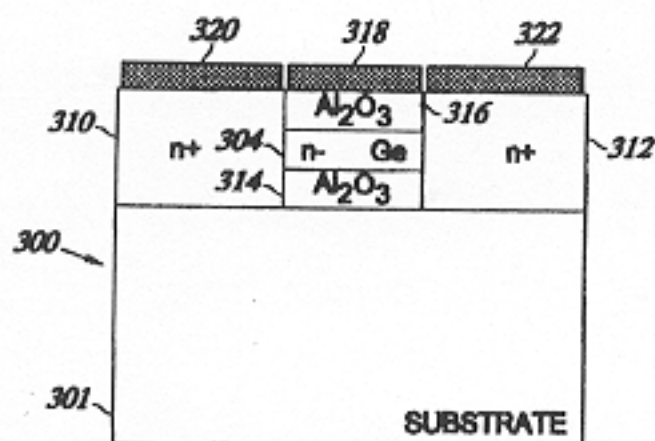 320 318 322
310 Al2O3 316 312
n+ 304 n- Ge n+
314 Al2O3
300
301 SUBSTRATE